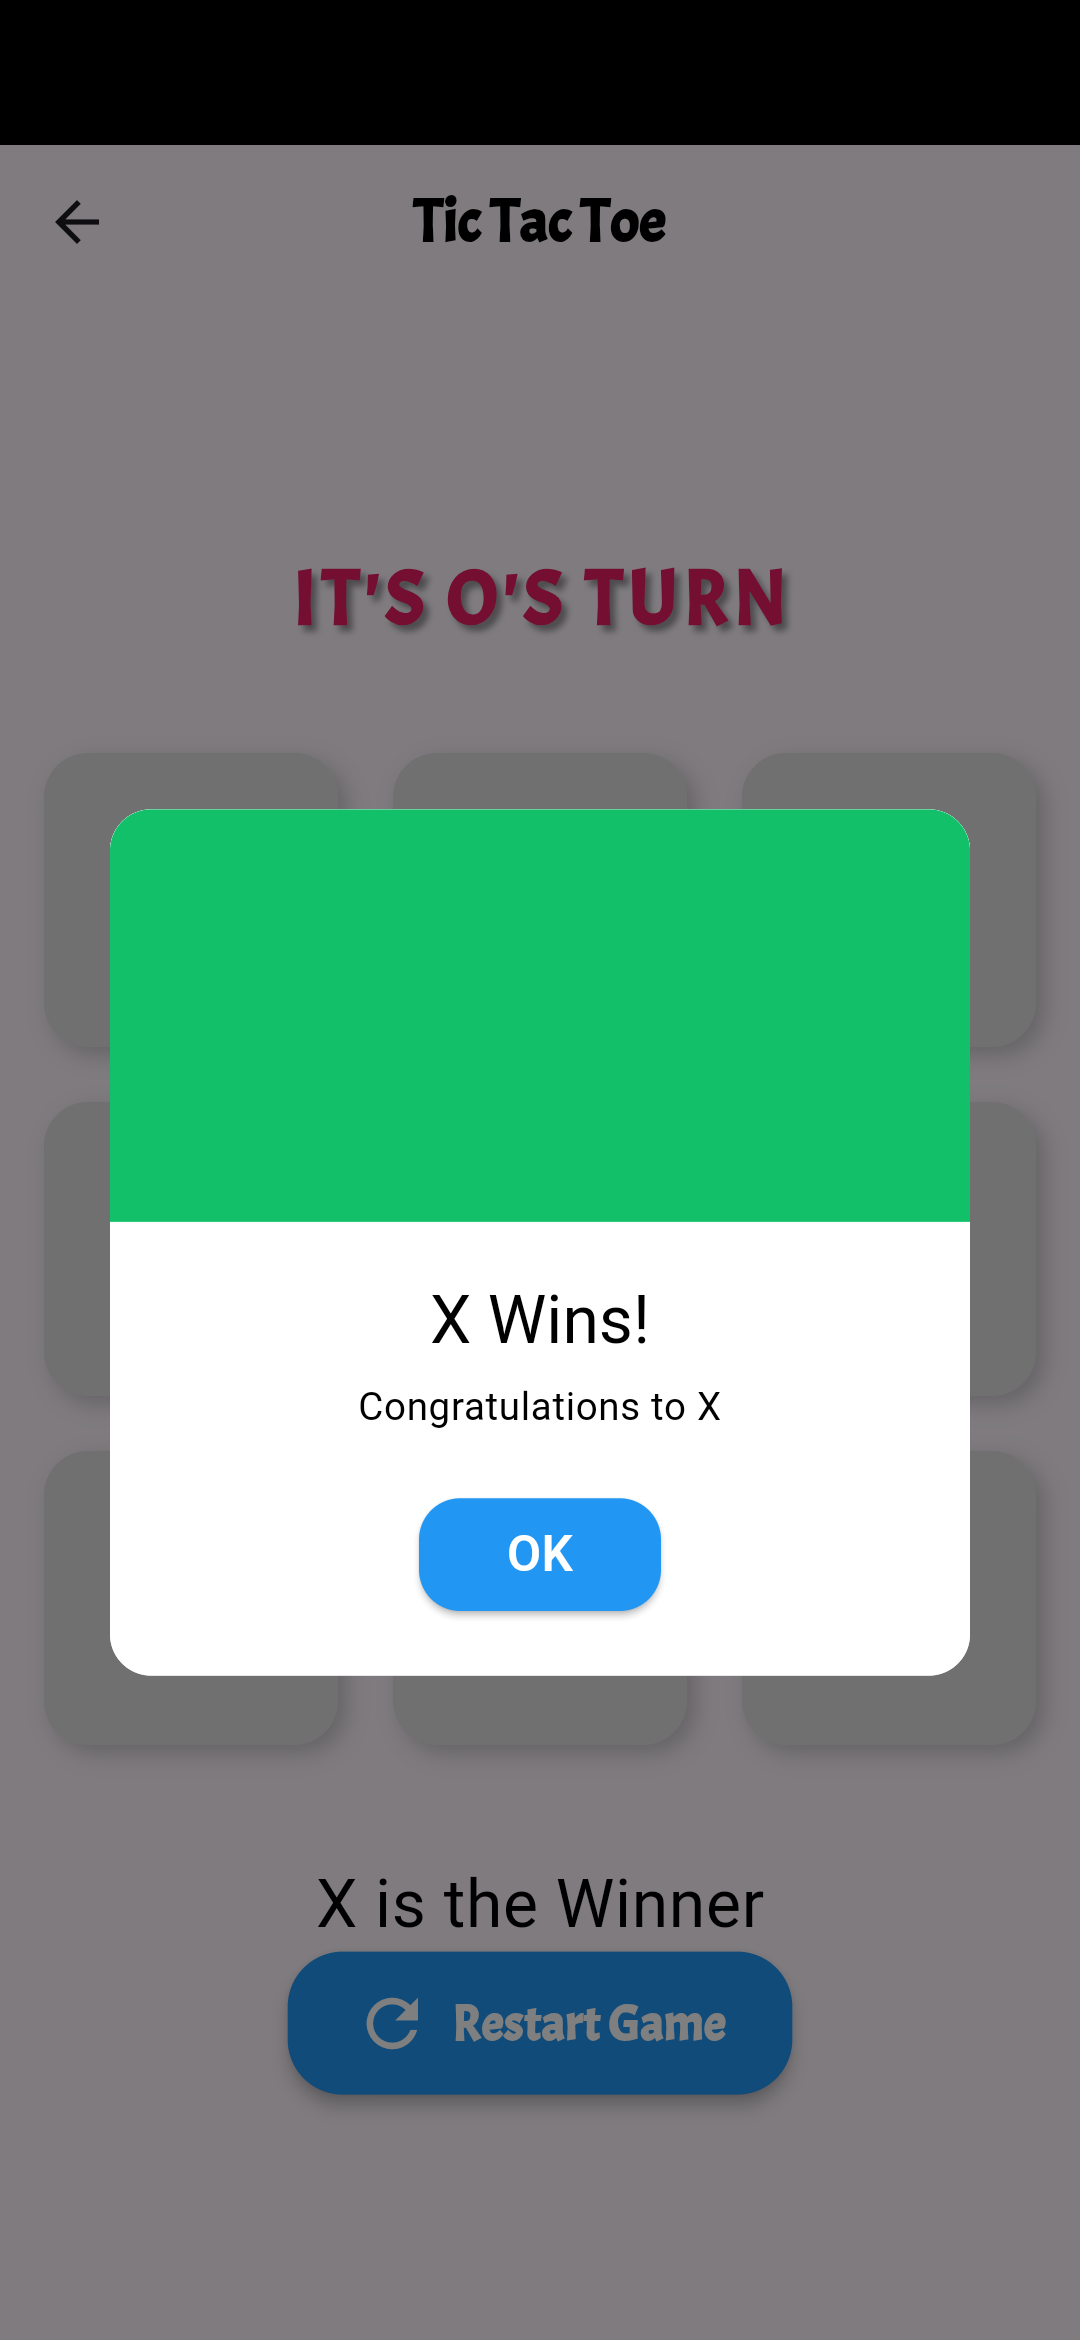 Tic Tac Toe
IT'S O'S TURN
X Wins!
Congratulations to X
OK
X is the Winner
Restart Game